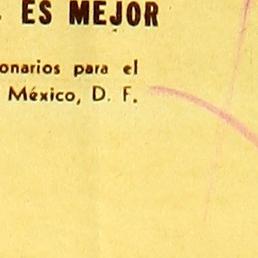 ES MEJOR
onarios para el
México, D. F.